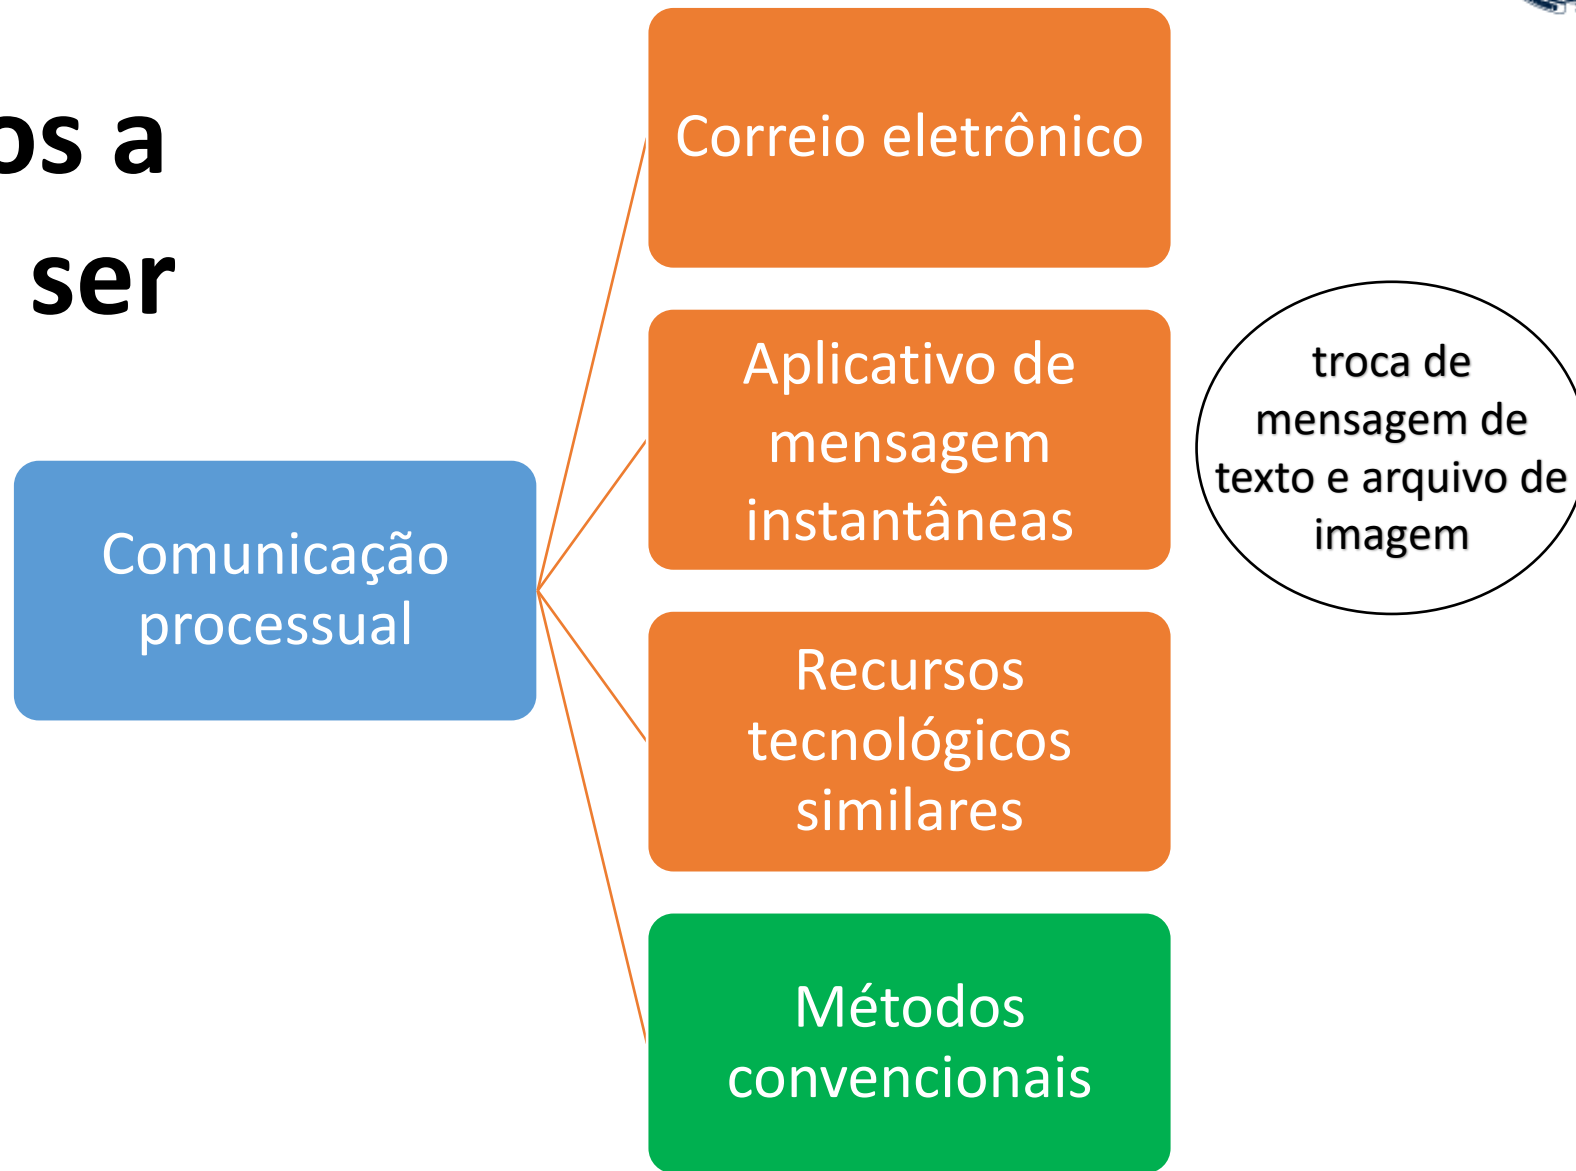 os a
ser
Correio eletrônico
Aplicativo de
mensagem
instantâneas
troca de
mensagem de
texto e arquivo de
imagem
Comunicação
processual
Recursos
tecnológicos
similares
Métodos
convencionais